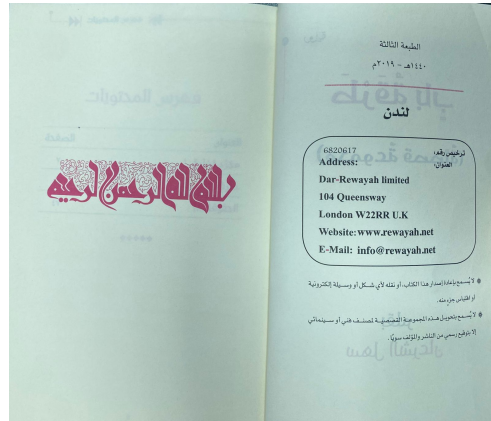 الطبعة الثالثة
١٤٤٠هـ - ٢٠١٩م
لندن
ترخيص رقم: 6820617
العنوان: Address:
Dar-Rewayah limited
104 Queensway
London W22RR U.K
Website: www.rewayah.net
E-Mail: info@rewayah.net
* لا يُسمح بإعادة إصدار هذا الكتاب، أو نقله لأي شكل أو وسيلة إلكترونية
أو اقتباس جزء منه.
* لا يُسمح بتحويل هذه المجموعة القصصية لمصنف فني أو سينمائي
إلا بتوقيع رسمي من الناشر والمؤلف سويًا.
بسم الله الرحمن الرحيم